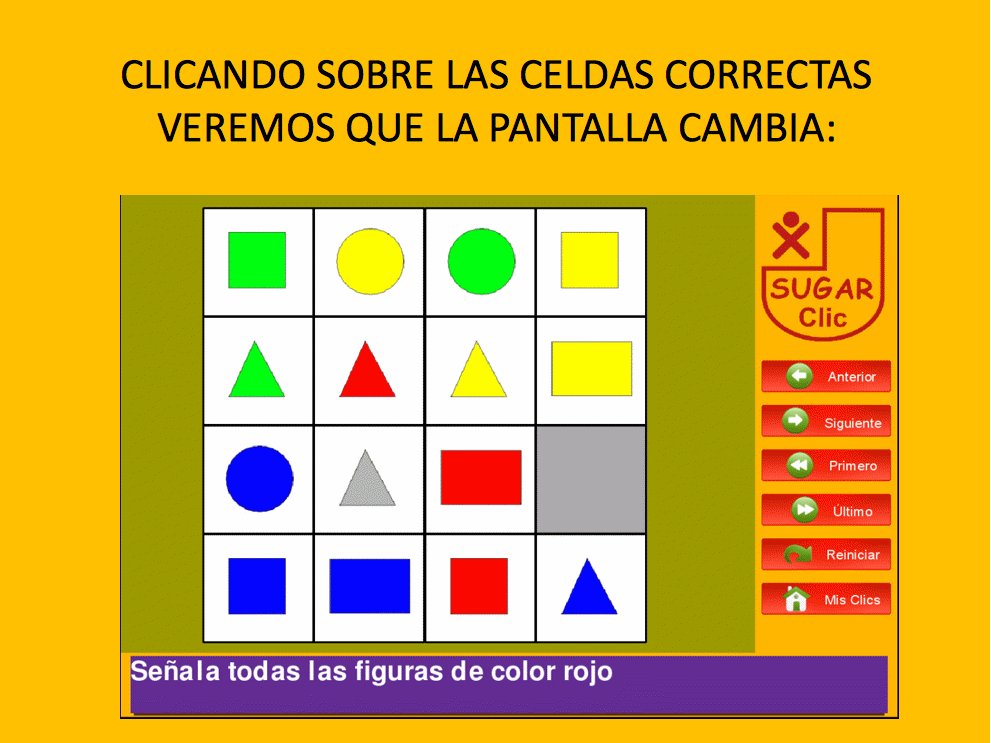 CLICANDO SOBRE LAS CELDAS CORRECTAS
VEREMOS QUE LA PANTALLA CAMBIA:
SUGAR
Clic
Anterior
Siguiente
Primero
Último
Reiniciar
Mis Clics
Señala todas las figuras de color rojo